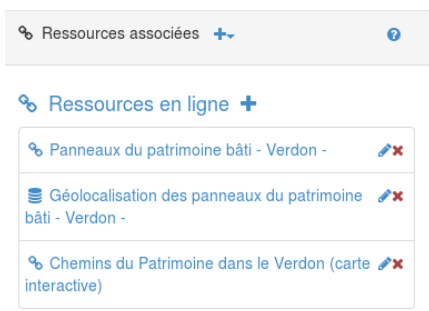 Ressources associées
Ressources en ligne
Panneaux du patrimoine bâti - Verdon -
Géolocalisation des panneaux du patrimoine
bâti - Verdon -
Chemins du Patrimoine dans le Verdon (carte
interactive)